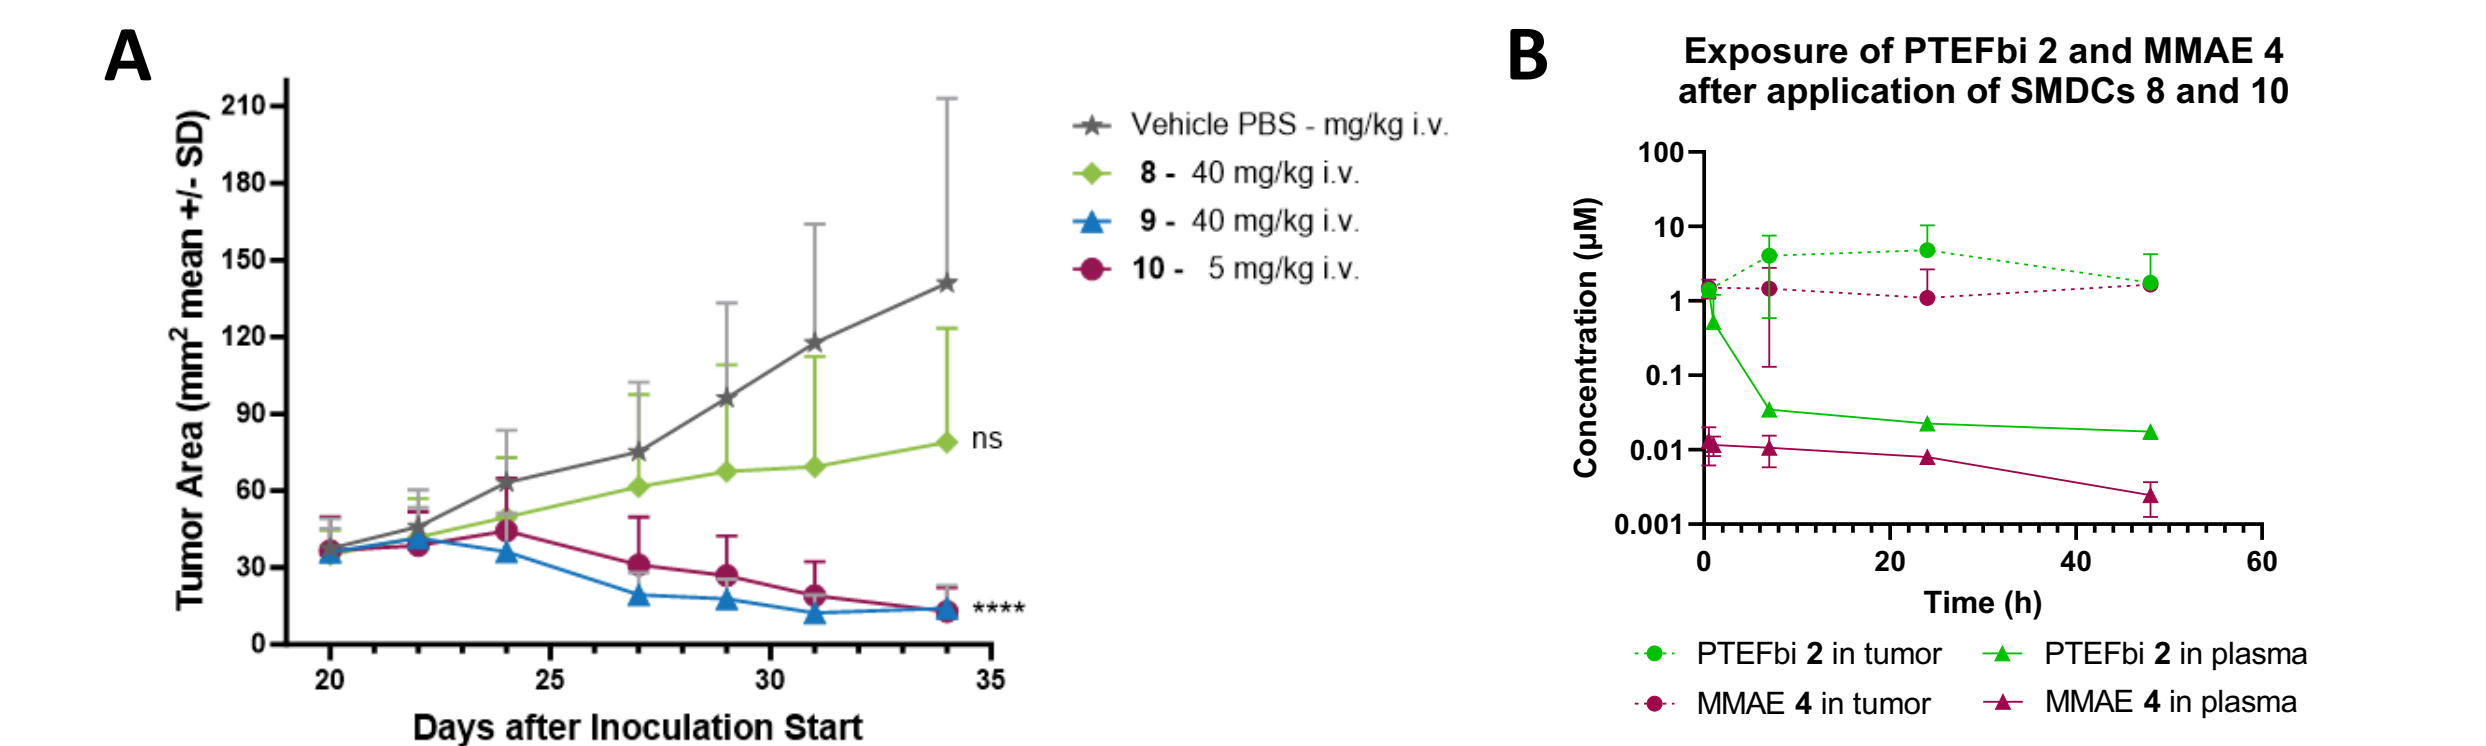 A
Tumor Area (mm² mean +/- SD)
210
180
150
120
90
60
30
0
20
25
30
35
Days after Inoculation Start
ns
****
Vehicle PBS - mg/kg i.v.
8 - 40 mg/kg i.v.
9 - 40 mg/kg i.v.
10 - 5 mg/kg i.v.
B
Exposure of PTEFbi 2 and MMAE 4
after application of SMDCs 8 and 10
Concentration (µM)
100
10
1
0.1
0.01
0.001
0
20
40
60
Time (h)
PTEFbi 2 in tumor
PTEFbi 2 in plasma
MMAE 4 in tumor
MMAE 4 in plasma